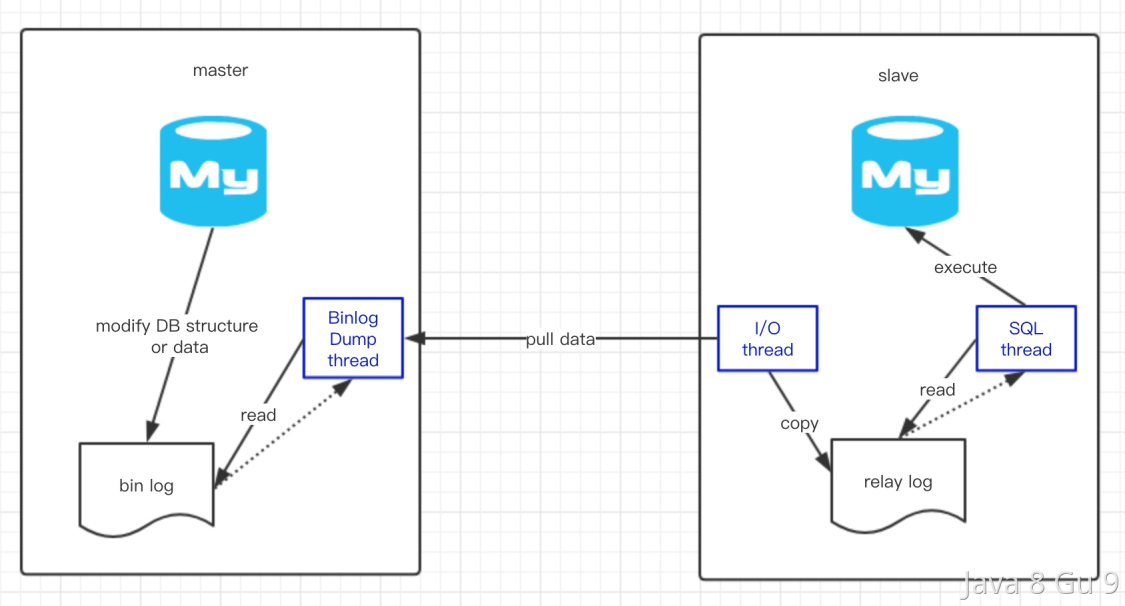 master
My
modify DB structure
or data
Binlog
Dump
thread
read
bin log
pull data
slave
My
execute
I/O
thread
SQL
thread
read
copy
relay log
Java 8 Gu 9